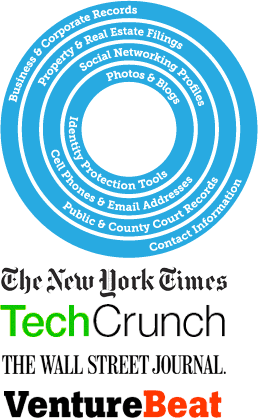 Business & Corporate Records
Property & Real Estate Filings
Social Networking Profiles
Photos & Blogs
Identity Protection Tools
Cell Phones & Email Addresses
Public & County Court Records
Contact Information
The New York Times
TechCrunch
THE WALL STREET JOURNAL.
VentureBeat